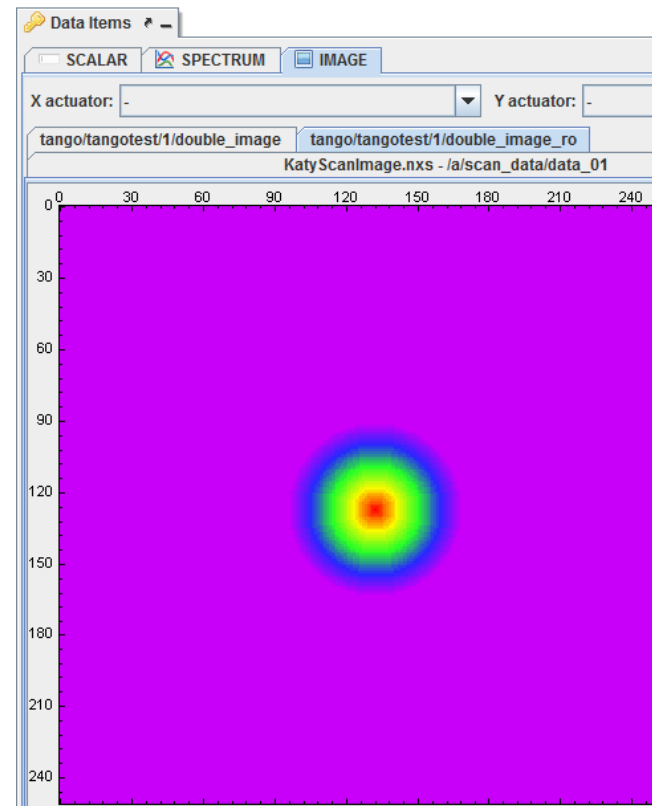 Data Items
SCALAR SPECTRUM IMAGE
X actuator: - Y actuator: -
tango/tangotest/1/double_image tango/tangotest/1/double_image_ro
KatyScanImage.nxs - /a/scan_data/data_01
0 30 60 90 120 150 180 210 240
0
30
60
90
120
150
180
210
240